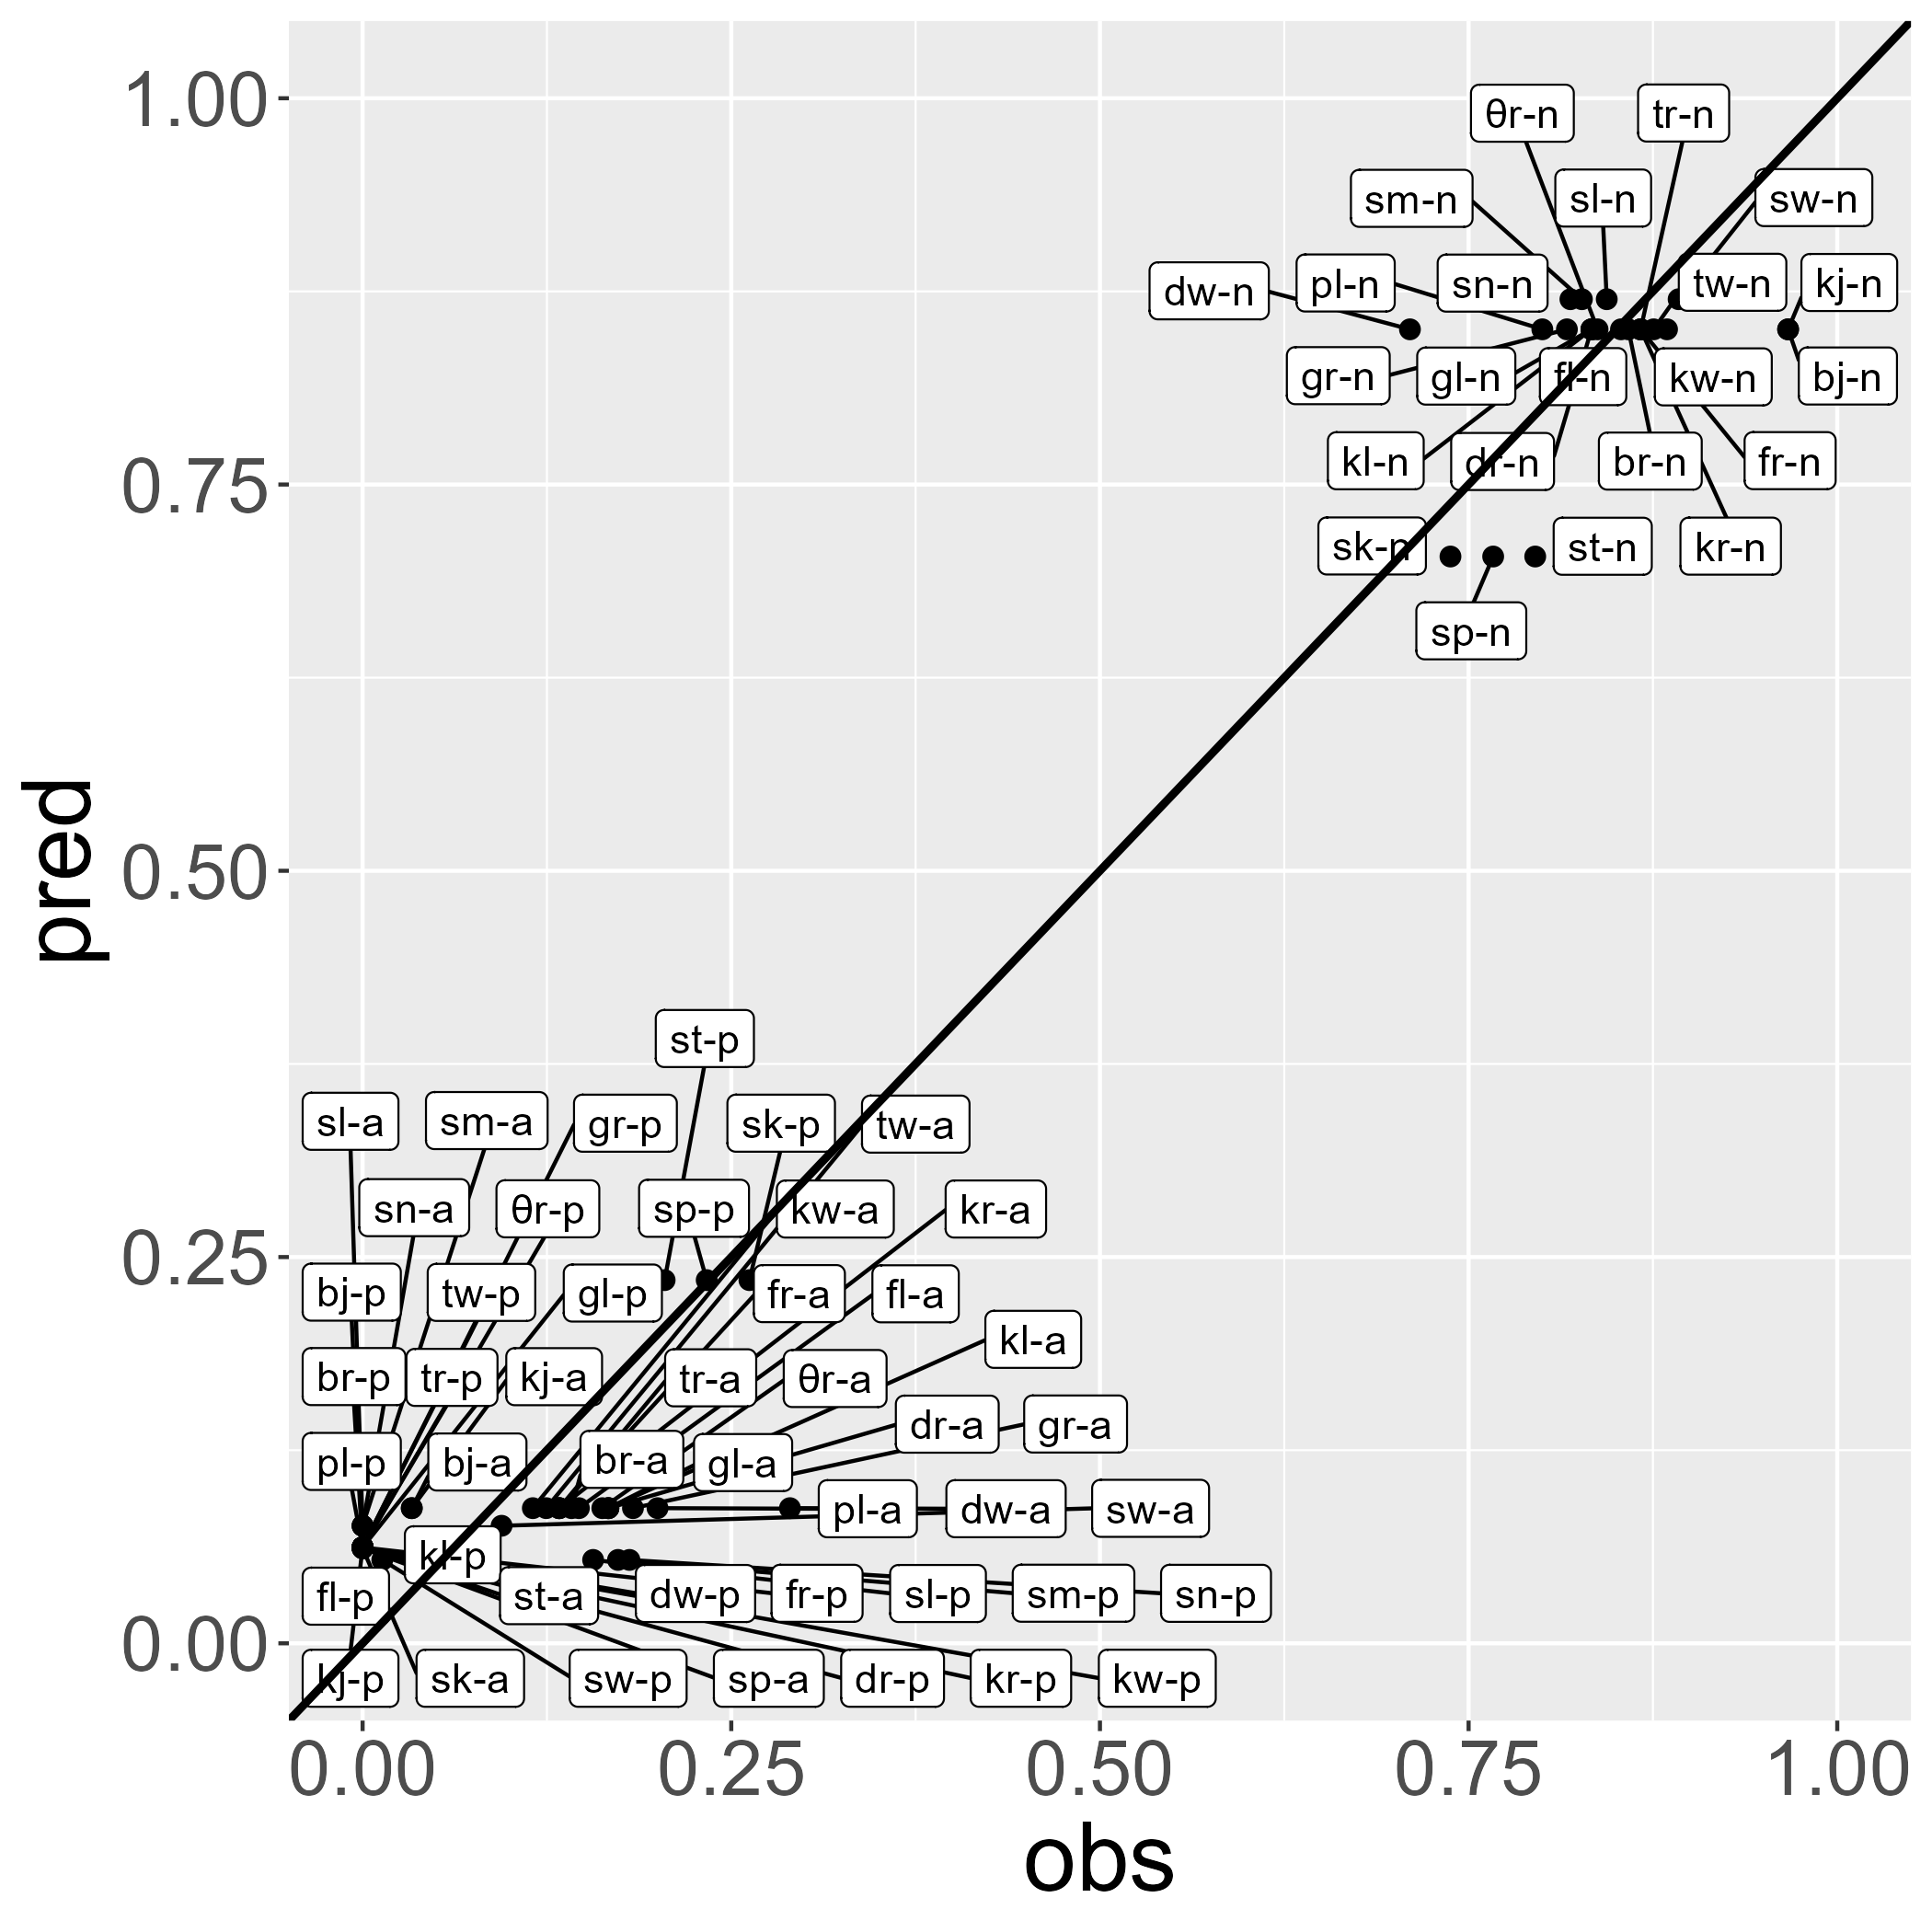 1.00
θr-n tr-n
sm-n sl-n sw-n
dw-n pl-n sn-n tw-n kj-n
gr-n gl-n fl-n kw-n bj-n
kl-n dr-n br-n fr-n
0.75
sk-n st-n kr-n
sp-n
pred
0.50
st-p
sl-a sm-a gr-p sk-p tw-a
sn-a θr-p sp-p kw-a kr-a
0.25
bj-p tw-p gl-p fr-a fl-a
kl-a
br-p tr-p kj-a tr-a θr-a
dr-a gr-a
pl-p bj-a br-a gl-a
pl-a dw-a sw-a
kl-p
fl-p st-a dw-p fr-p sl-p sm-p sn-p
0.00
kj-p sk-a sw-p sp-a dr-p kr-p kw-p
0.00 0.25 0.50 0.75 1.00
obs